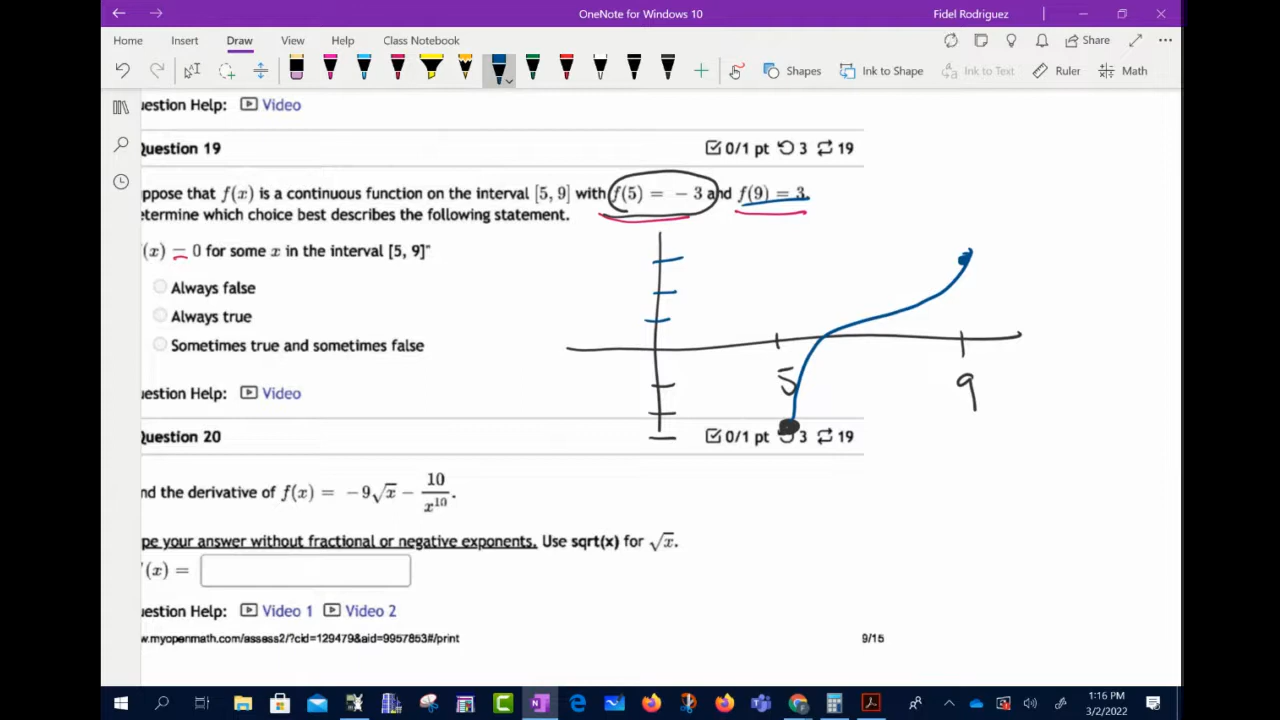 OneNote for Windows 10
Fidel Rodriguez
Home Insert Draw View Help Class Notebook
Share
Shapes Ink to Shape Ink to Text Ruler Math
uestion Help: Video
Question 19
0/1 pt 3 19
ppose that f(x) is a continuous function on the interval [5, 9] with f(5) = − 3 and f(9) = 3.
etermine which choice best describes the following statement.
(x) = 0 for some x in the interval [5, 9]"
Always false
Always true
Sometimes true and sometimes false
5
9
uestion Help: Video
Question 20
0/1 pt 3 19
nd the derivative of f(x) = −9√x − 10/x^10.
pe your answer without fractional or negative exponents. Use sqrt(x) for √x.
'(x) =
uestion Help: Video 1 Video 2
w.myopenmath.com/assess2/?cid=129479&aid=9957853#/print
9/15
1:16 PM
3/2/2022